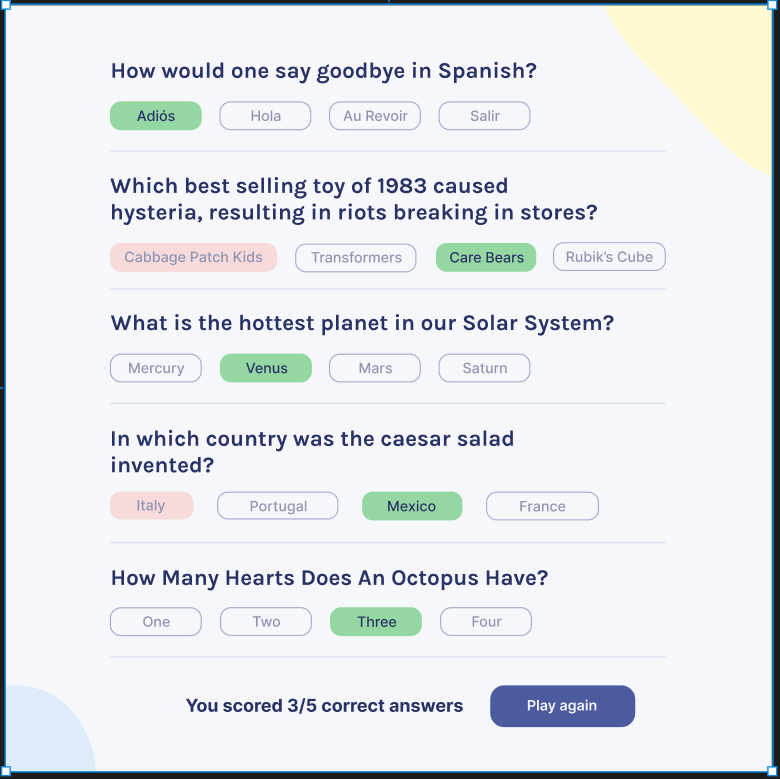 How would one say goodbye in Spanish?
Adiós Hola Au Revoir Salir
Which best selling toy of 1983 caused
hysteria, resulting in riots breaking in stores?
Cabbage Patch Kids Transformers Care Bears Rubik’s Cube
What is the hottest planet in our Solar System?
Mercury Venus Mars Saturn
In which country was the caesar salad
invented?
Italy Portugal Mexico France
How Many Hearts Does An Octopus Have?
One Two Three Four
You scored 3/5 correct answers Play again